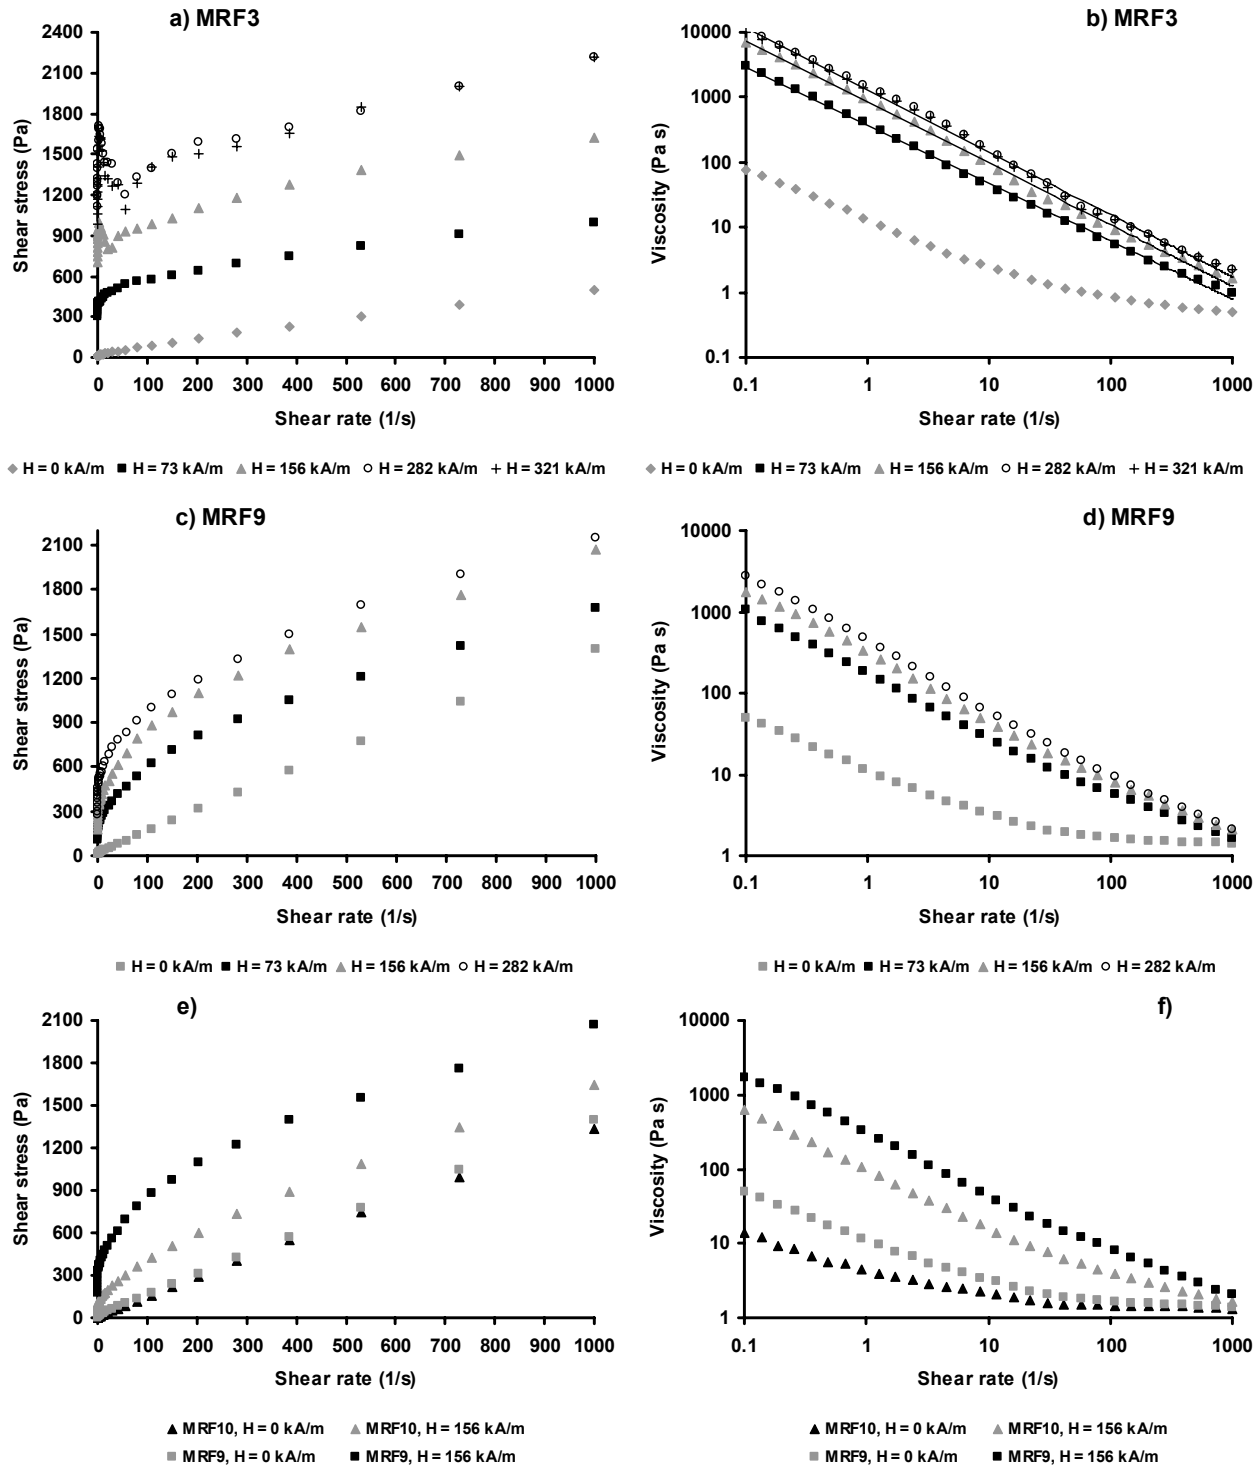 a) MRF3
2400
2100
1800
1500
1200
900
600
300
0
Shear stress (Pa)
0 100 200 300 400 500 600 700 800 900 1000
Shear rate (1/s)
H = 0 kA/m H = 73 kA/m H = 156 kA/m H = 282 kA/m H = 321 kA/m
b) MRF3
10000
1000
100
10
1
0.1
Viscosity (Pa s)
0.1 1 10 100 1000
Shear rate (1/s)
H = 0 kA/m H = 73 kA/m H = 156 kA/m H = 282 kA/m H = 321 kA/m
c) MRF9
2100
1800
1500
1200
900
600
300
0
Shear stress (Pa)
0 100 200 300 400 500 600 700 800 900 1000
Shear rate (1/s)
H = 0 kA/m H = 73 kA/m H = 156 kA/m H = 282 kA/m
d) MRF9
10000
1000
100
10
1
Viscosity (Pa s)
0.1 1 10 100 1000
Shear rate (1/s)
H = 0 kA/m H = 73 kA/m H = 156 kA/m H = 282 kA/m
e)
2100
1800
1500
1200
900
600
300
0
Shear stress (Pa)
0 100 200 300 400 500 600 700 800 900 1000
Shear rate (1/s)
MRF10, H = 0 kA/m MRF10, H = 156 kA/m
MRF9, H = 0 kA/m MRF9, H = 156 kA/m
f)
10000
1000
100
10
1
Viscosity (Pa s)
0.1 1 10 100 1000
Shear rate (1/s)
MRF10, H = 0 kA/m MRF10, H = 156 kA/m
MRF9, H = 0 kA/m MRF9, H = 156 kA/m